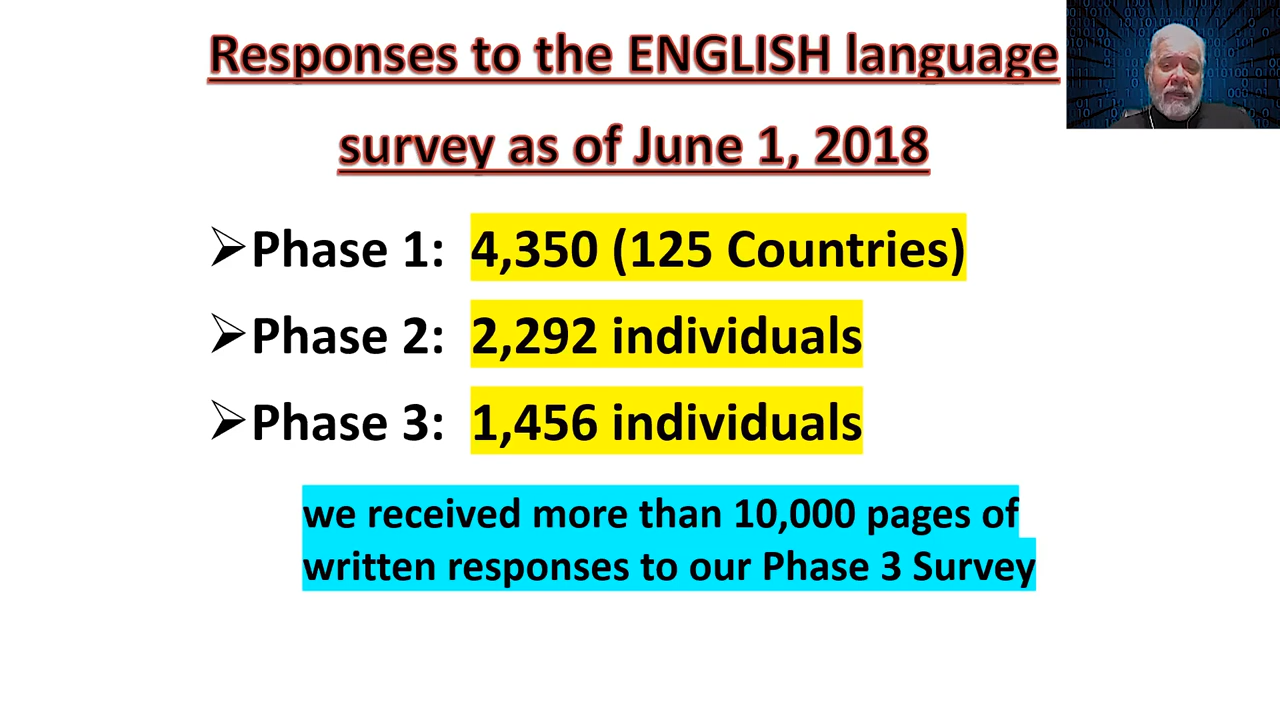 Responses to the ENGLISH language
survey as of June 1, 2018
➢Phase 1: 4,350 (125 Countries)
➢Phase 2: 2,292 individuals
➢Phase 3: 1,456 individuals
we received more than 10,000 pages of
written responses to our Phase 3 Survey